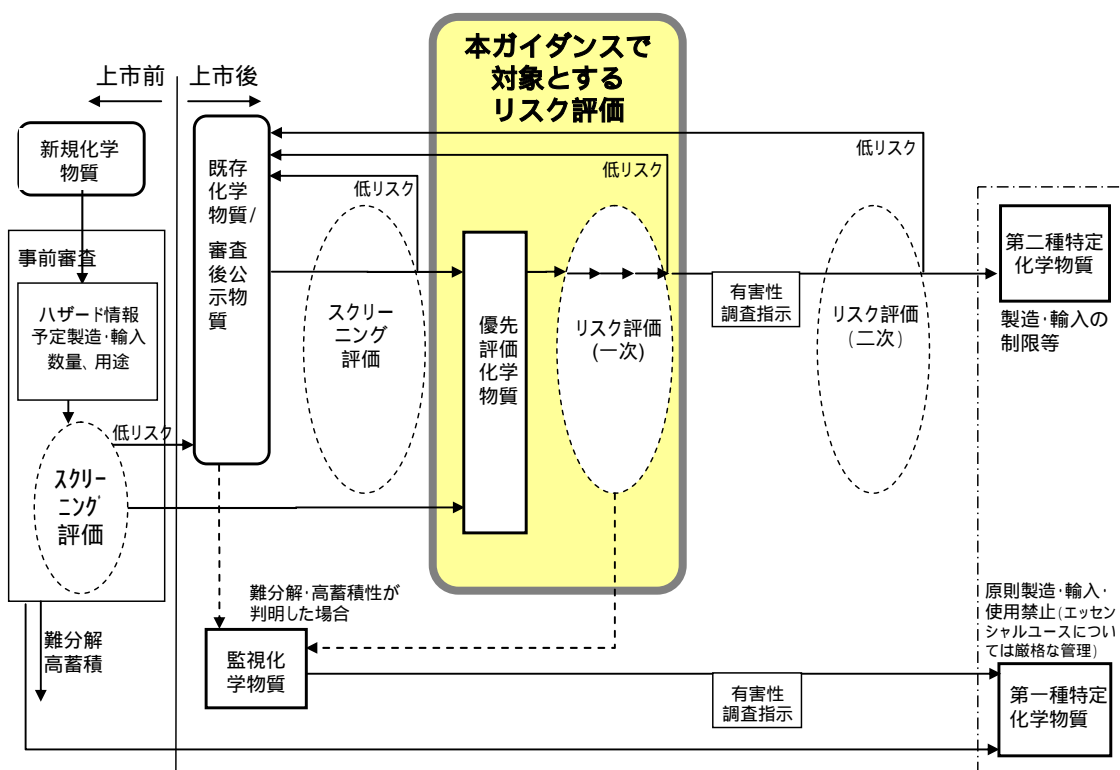 本ガイダンスで
対象とする
リスク評価
上市前
上市後
新規化学
物質
事前審査
ハザード情報
予定製造・輸入
数量、用途
スクリー
ニング
評価
低リスク
難分解
高蓄積
既存
化学
物質/
審査
後公
示物
質
低リスク
スクリー
ニング
評価
優先
評価
化学
物質
低リスク
リスク評価
(一次)
有害性
調査指示
低リスク
リスク評価
(二次)
第二種特定
化学物質
製造・輸入の
制限等
難分解・高蓄積性が
判明した場合
監視化
学物質
有害性
調査指示
原則製造・輸入・
使用禁止(エッセン
シャルユースについ
ては厳格な管理)
第一種特定
化学物質